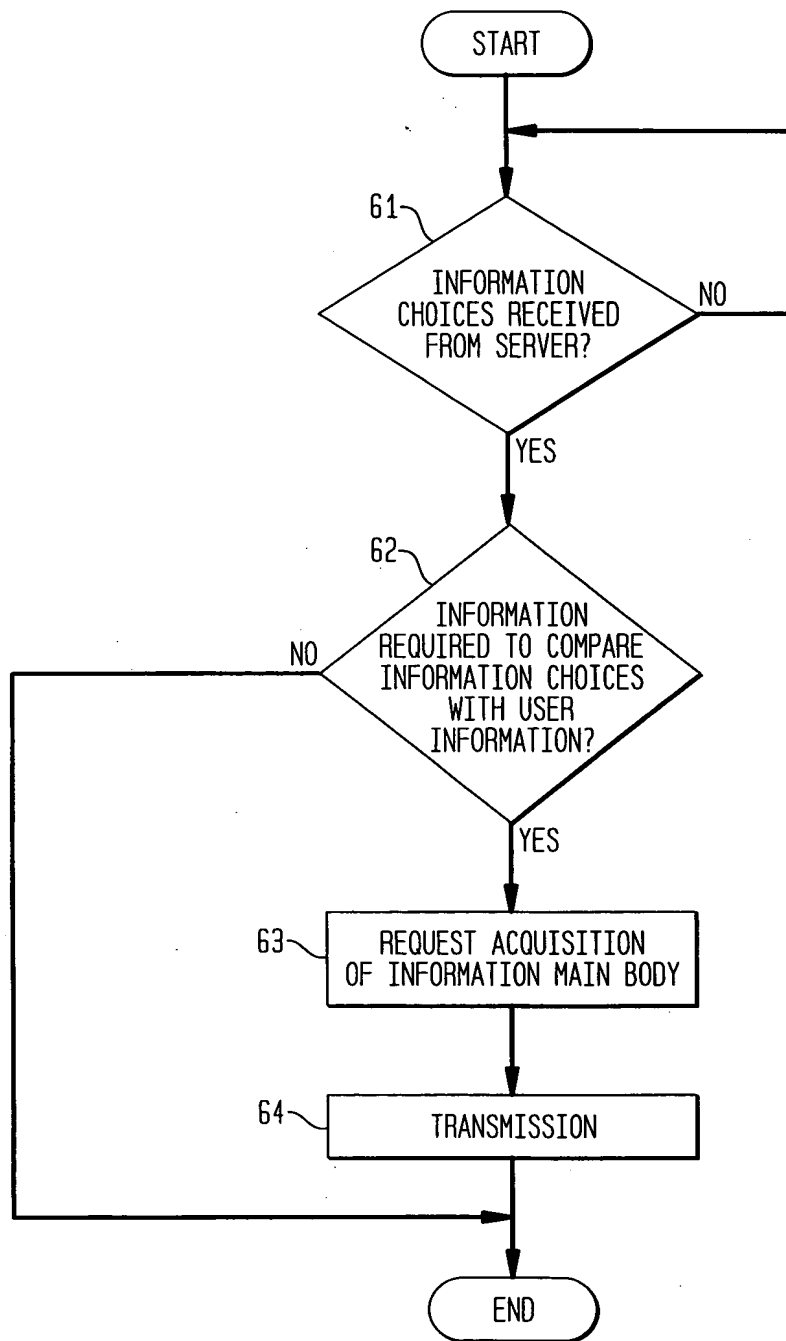 START
61
INFORMATION
CHOICES RECEIVED
FROM SERVER?
NO
YES
62
INFORMATION
REQUIRED TO COMPARE
INFORMATION CHOICES
WITH USER
INFORMATION?
NO
YES
63
REQUEST ACQUISITION
OF INFORMATION MAIN BODY
64
TRANSMISSION
END